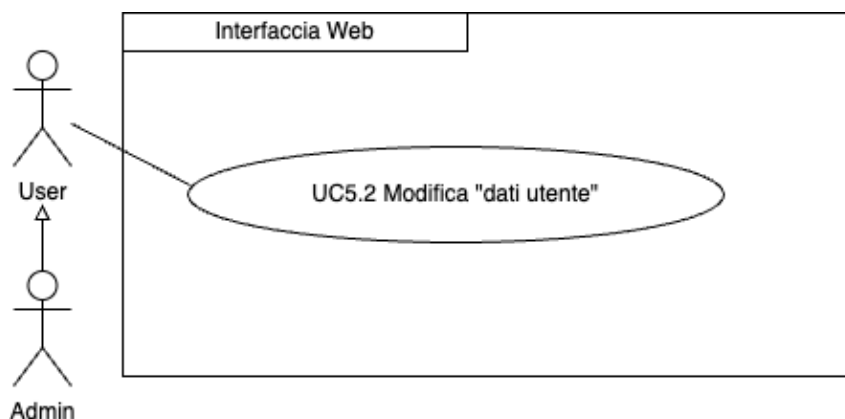 Interfaccia Web
User
UC5.2 Modifica "dati utente"
Admin